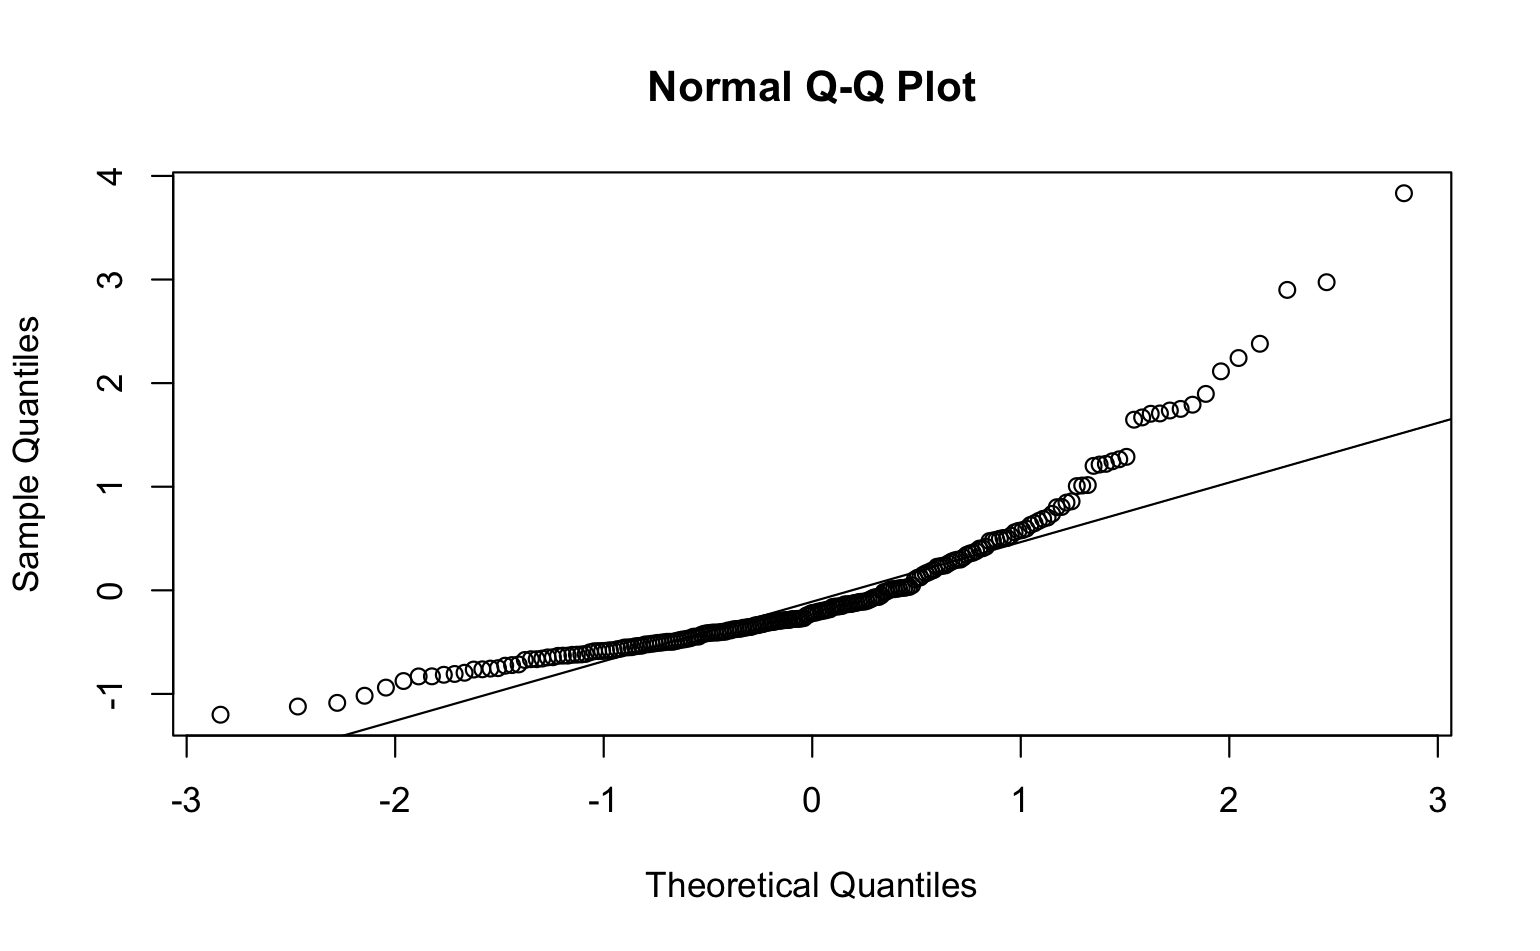 Normal Q-Q Plot
Sample Quantiles
4
3
2
1
0
-1
-3 -2 -1 0 1 2 3
Theoretical Quantiles